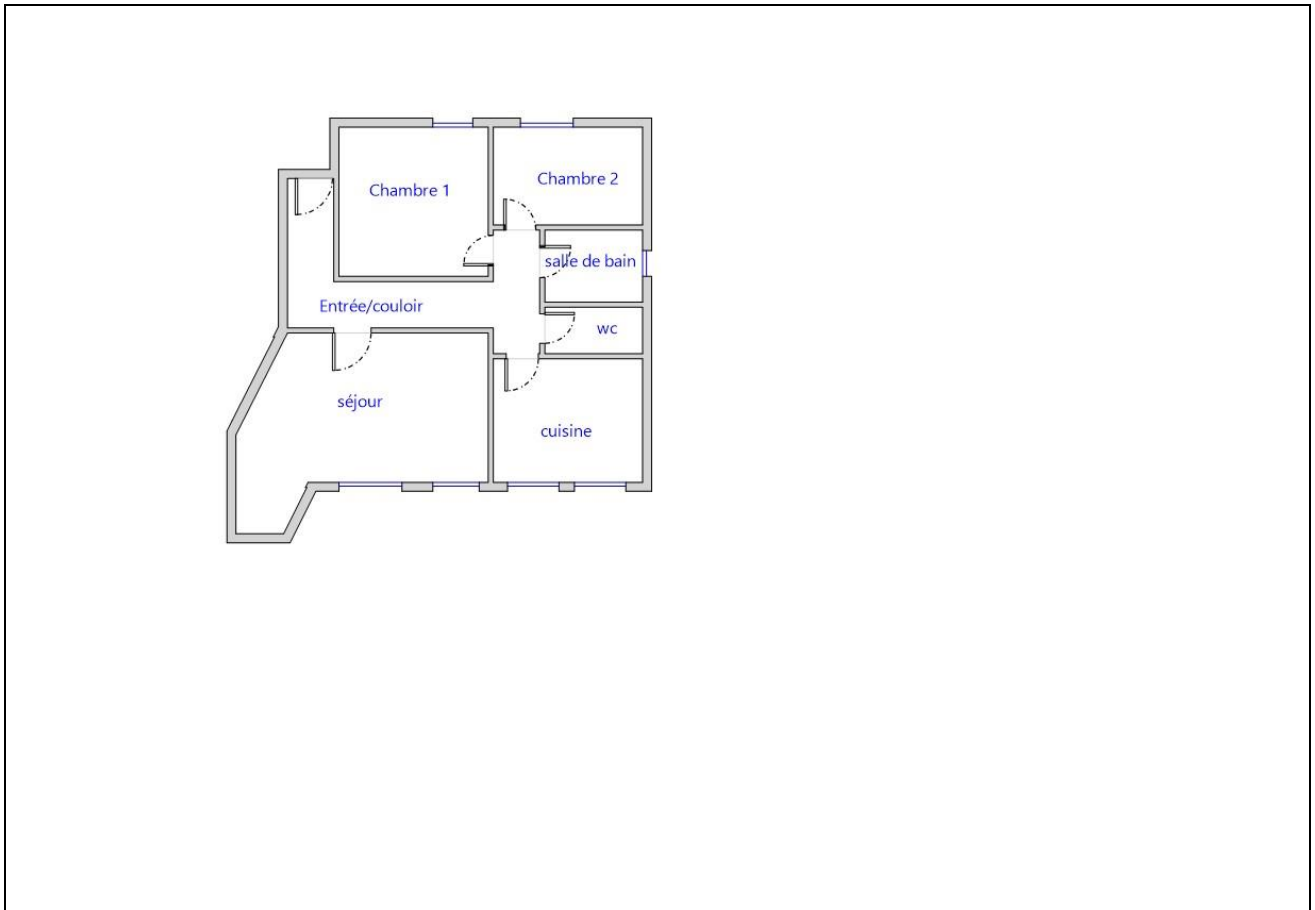 Chambre 1
Chambre 2
salle de bain
Entrée/couloir
wc
séjour
cuisine